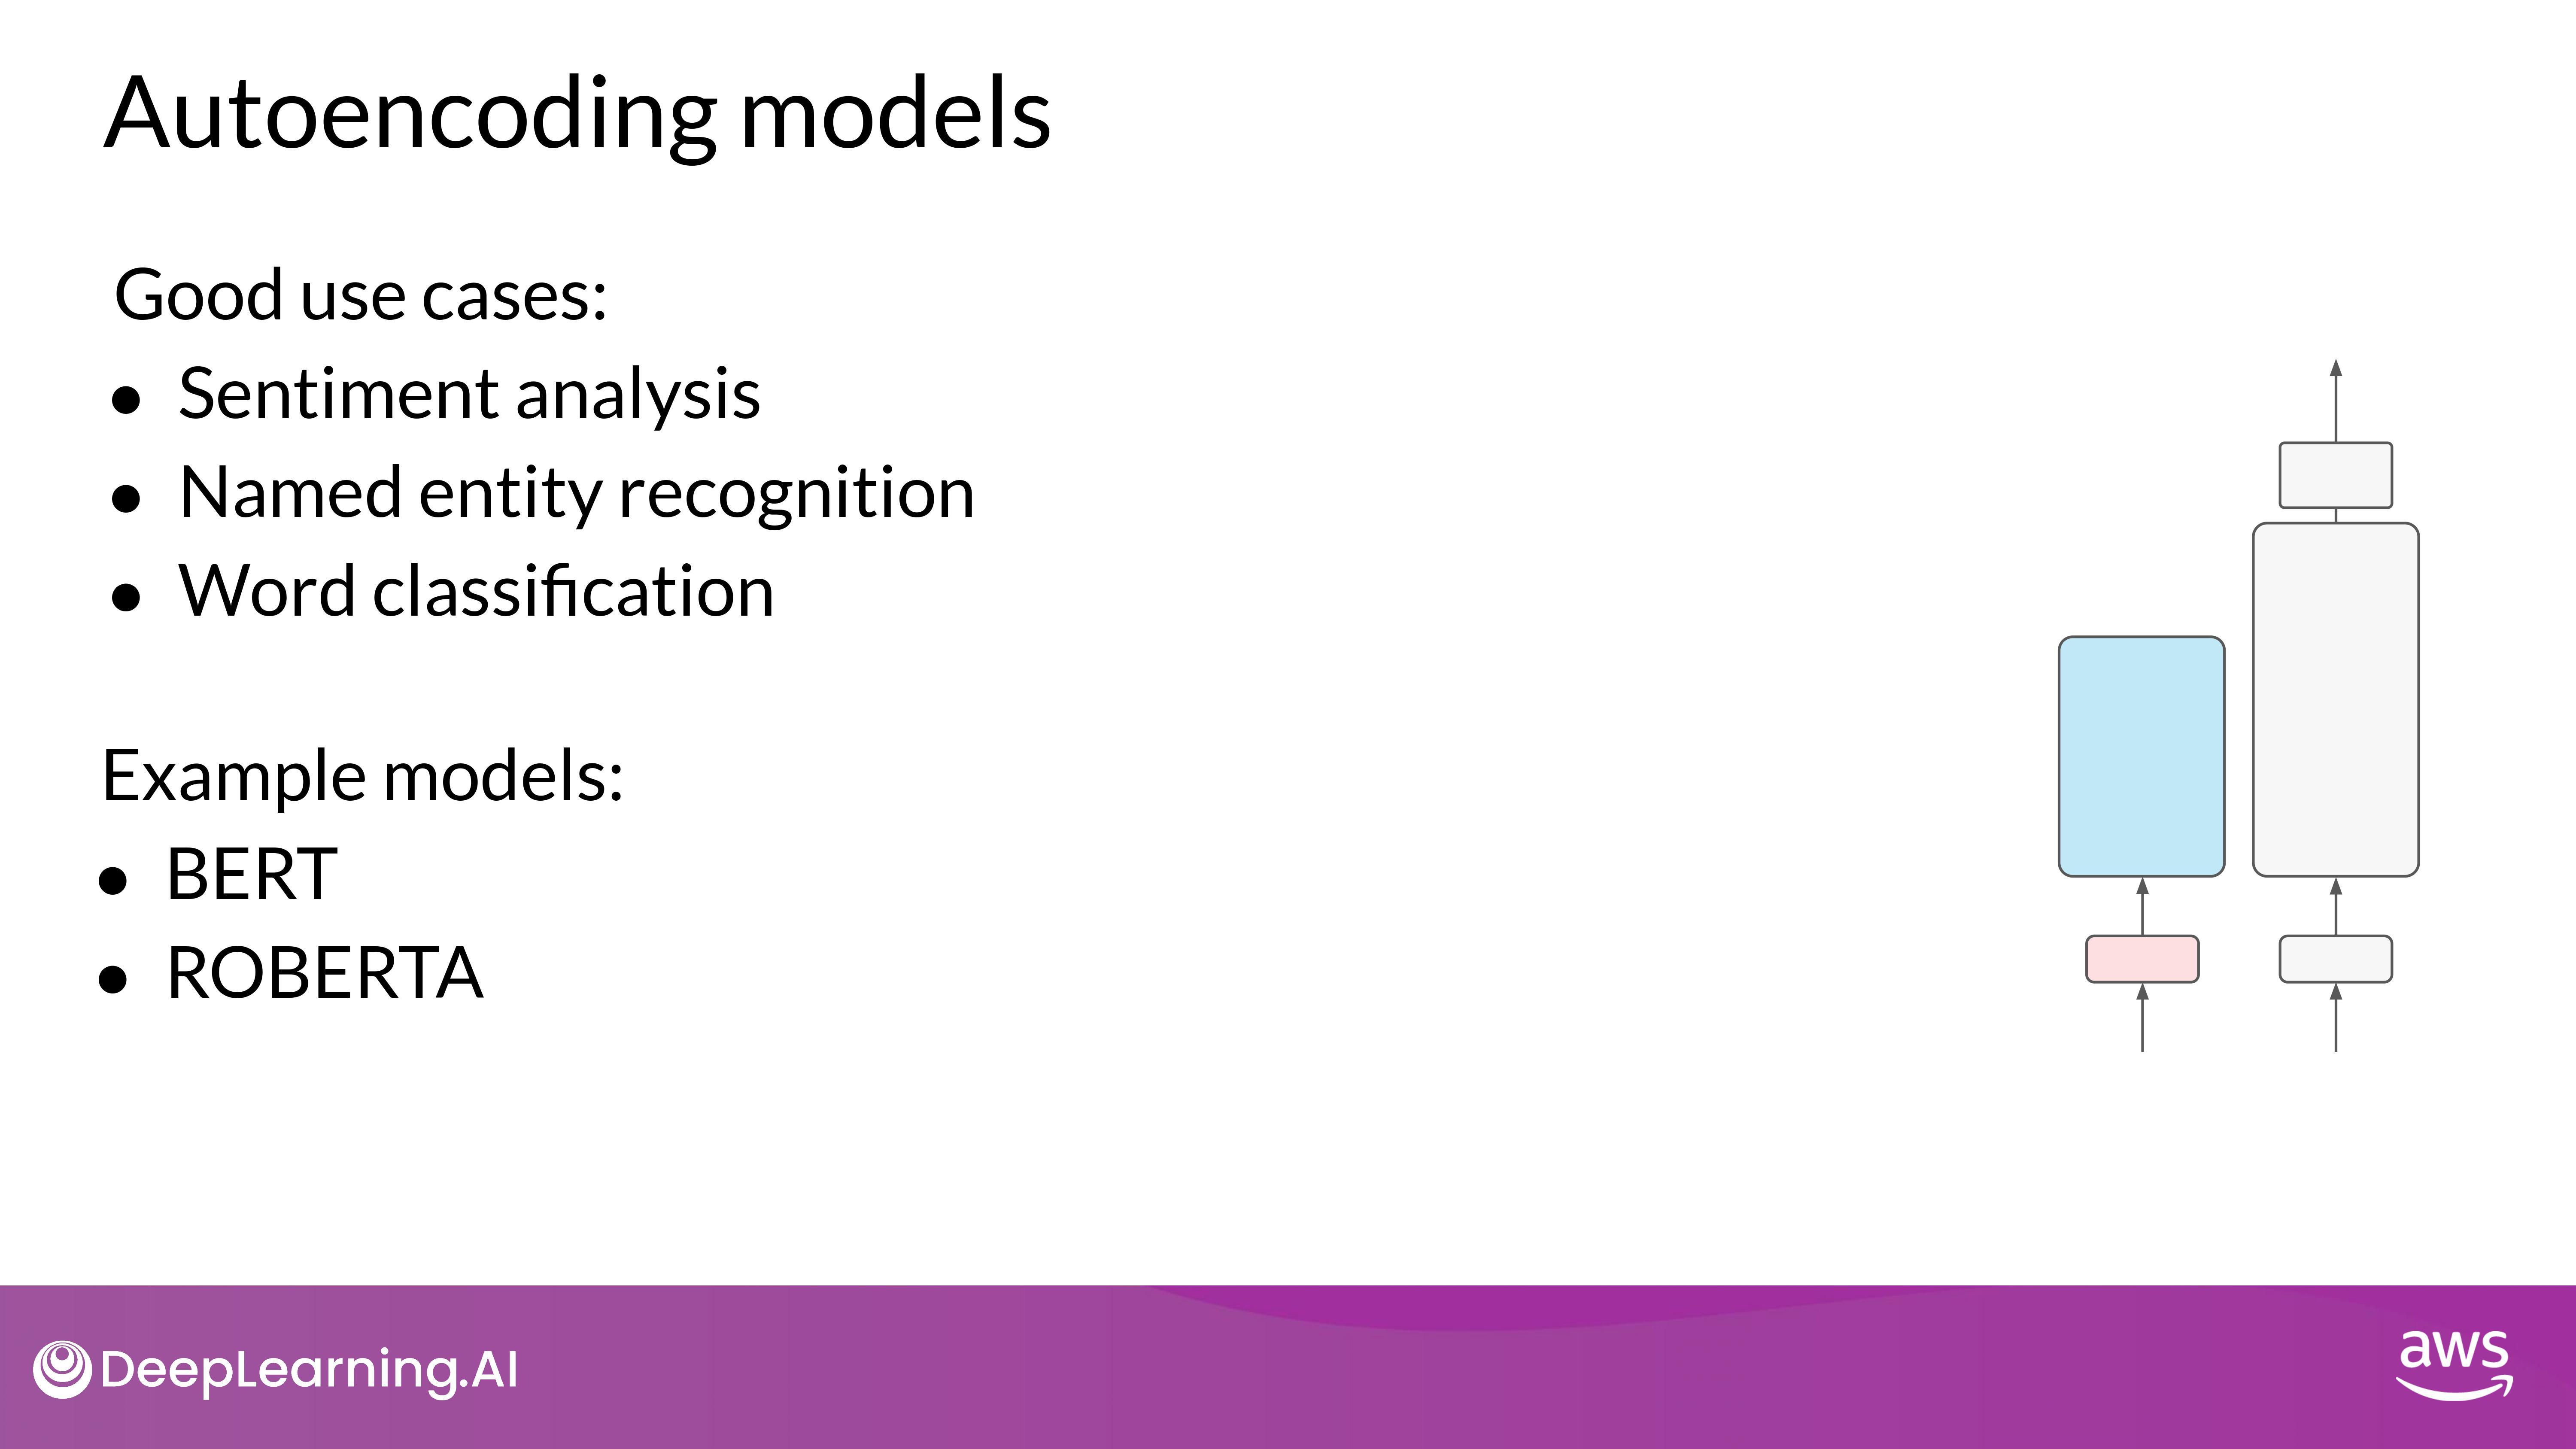 Autoencoding models
Good use cases:
● Sentiment analysis
● Named entity recognition
● Word classification
Example models:
● BERT
● ROBERTA
DeepLearning.AI
aws